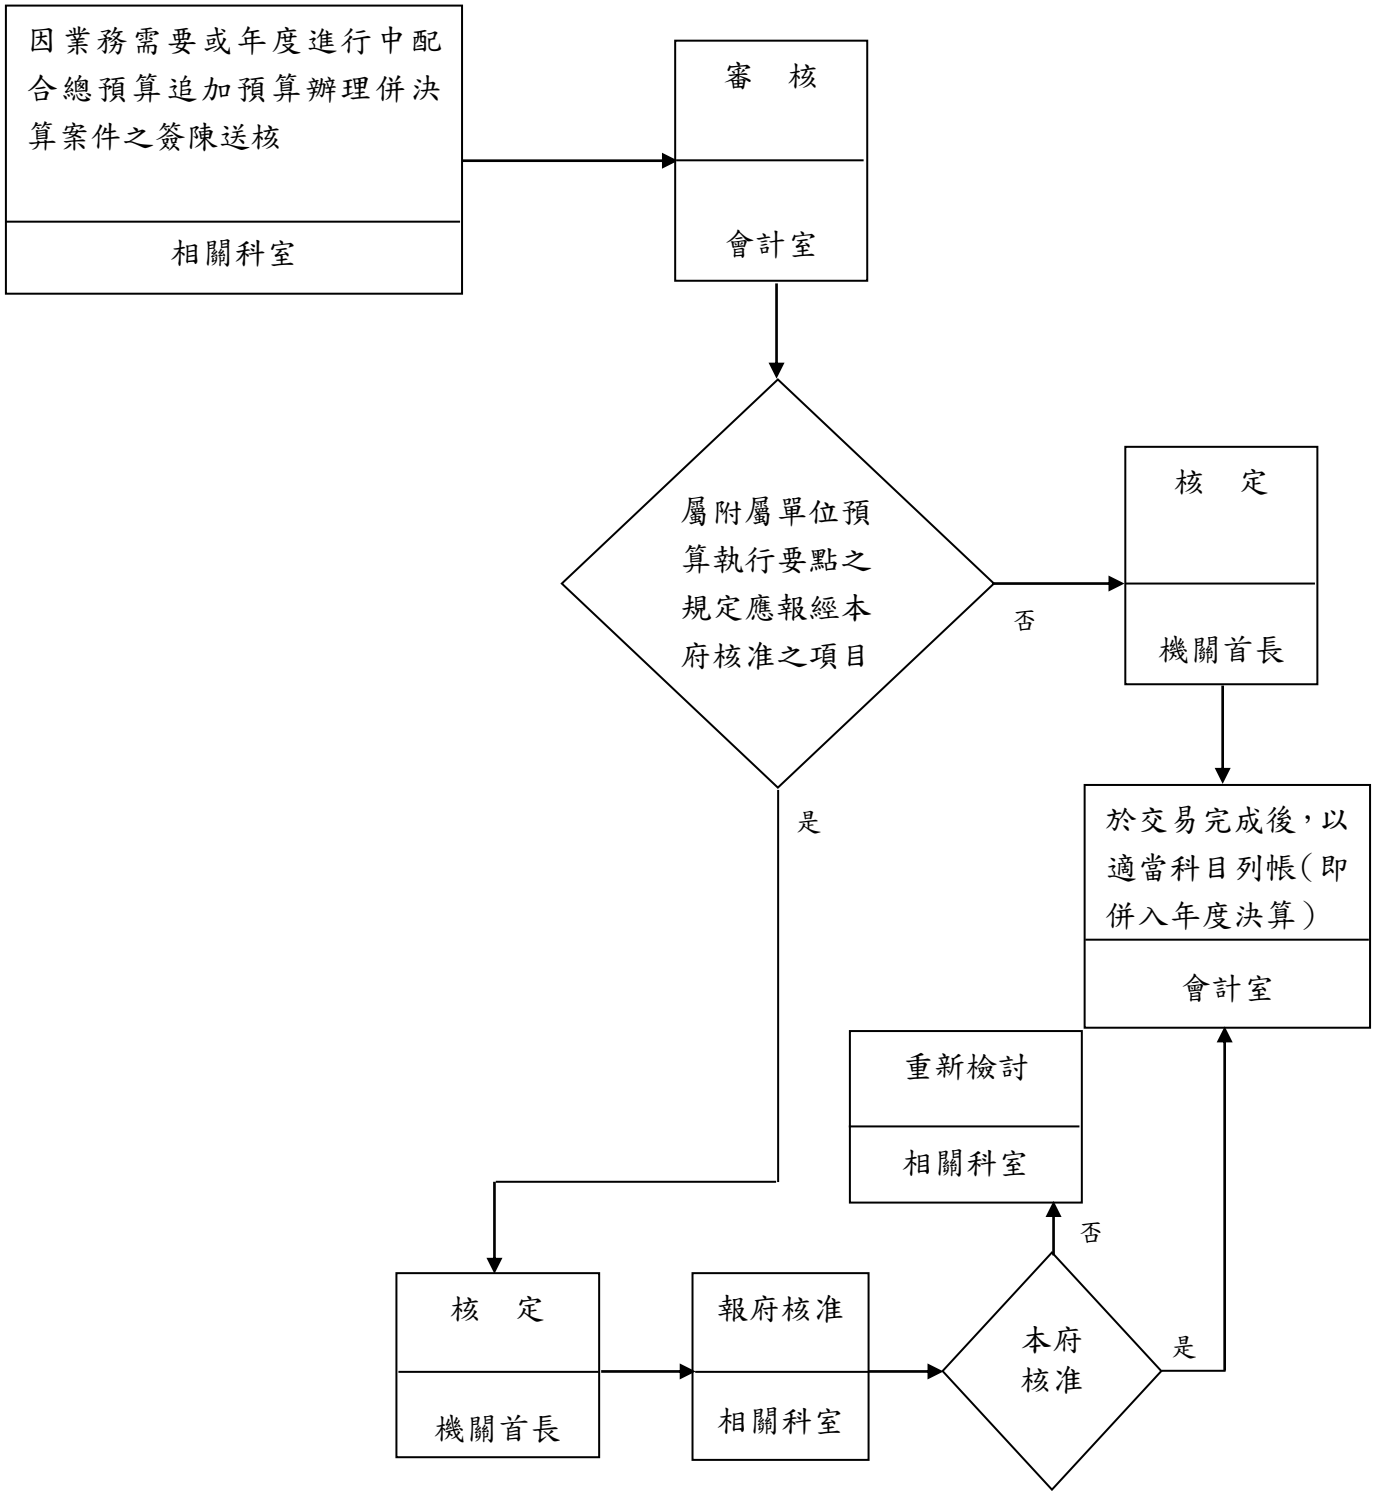 因業務需要或年度進行中配
合總預算追加預算辦理併決
算案件之簽陳送核
相關科室
審 核
會計室
屬附屬單位預
算執行要點之
規定應報經本
府核准之項目
否
核 定
機關首長
是
於交易完成後，以
適當科目列帳（即
併入年度決算）
會計室
重新檢討
相關科室
否
核 定
機關首長
報府核准
相關科室
本府
核准
是